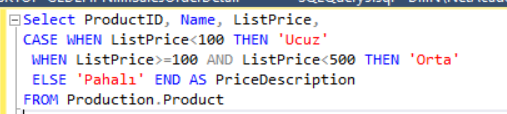 Select ProductID, Name, ListPrice,
CASE WHEN ListPrice<100 THEN 'Ucuz'
WHEN ListPrice>=100 AND ListPrice<500 THEN 'Orta'
ELSE 'Pahalı' END AS PriceDescription
FROM Production.Product